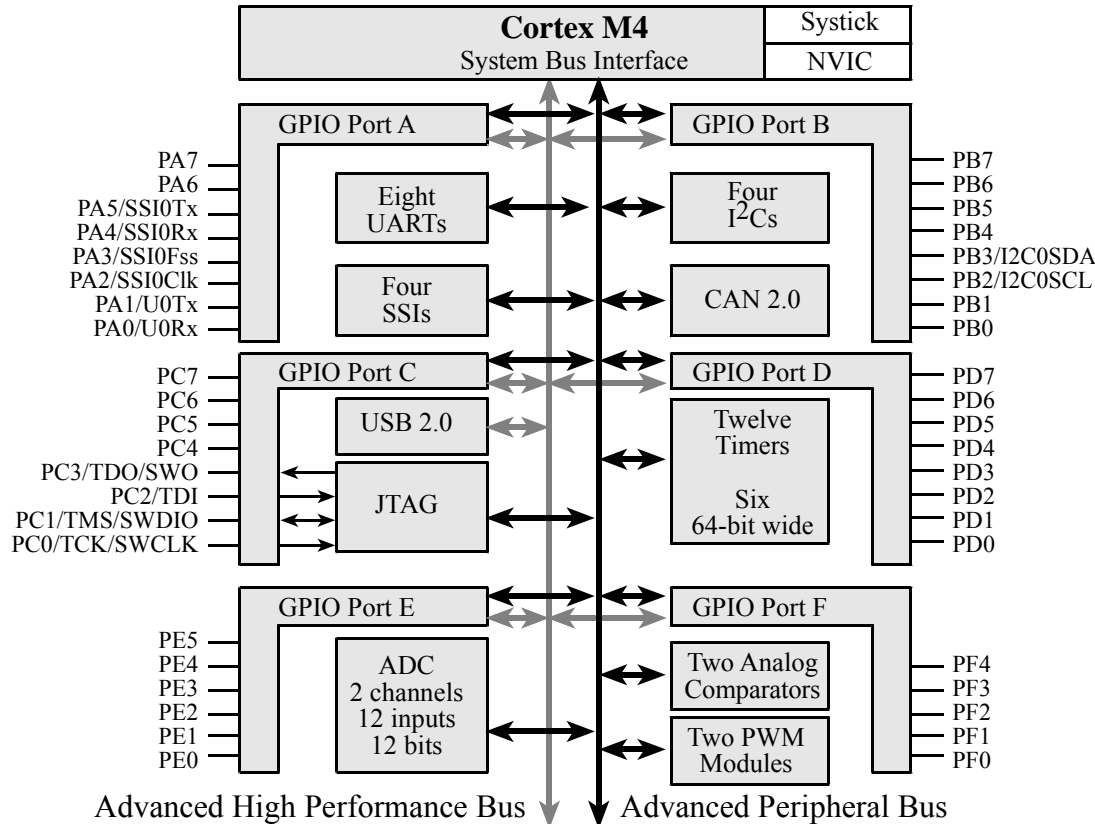 Cortex M4
System Bus Interface
Systick
NVIC
GPIO Port A
GPIO Port B
PA7
PA6
PA5/SSI0Tx
PA4/SSI0Rx
PA3/SSI0Fss
PA2/SSI0Clk
PA1/U0Tx
PA0/U0Rx
Eight
UARTs
Four
SSIs
Four
I2Cs
CAN 2.0
PB7
PB6
PB5
PB4
PB3/I2C0SDA
PB2/I2C0SCL
PB1
PB0
GPIO Port C
GPIO Port D
PC7
PC6
PC5
PC4
PC3/TDO/SWO
PC2/TDI
PC1/TMS/SWDIO
PC0/TCK/SWCLK
USB 2.0
JTAG
Twelve
Timers
Six
64-bit wide
PD7
PD6
PD5
PD4
PD3
PD2
PD1
PD0
GPIO Port E
GPIO Port F
PE5
PE4
PE3
PE2
PE1
PE0
ADC
2 channels
12 inputs
12 bits
Two Analog
Comparators
Two PWM
Modules
PF4
PF3
PF2
PF1
PF0
Advanced High Performance Bus
Advanced Peripheral Bus